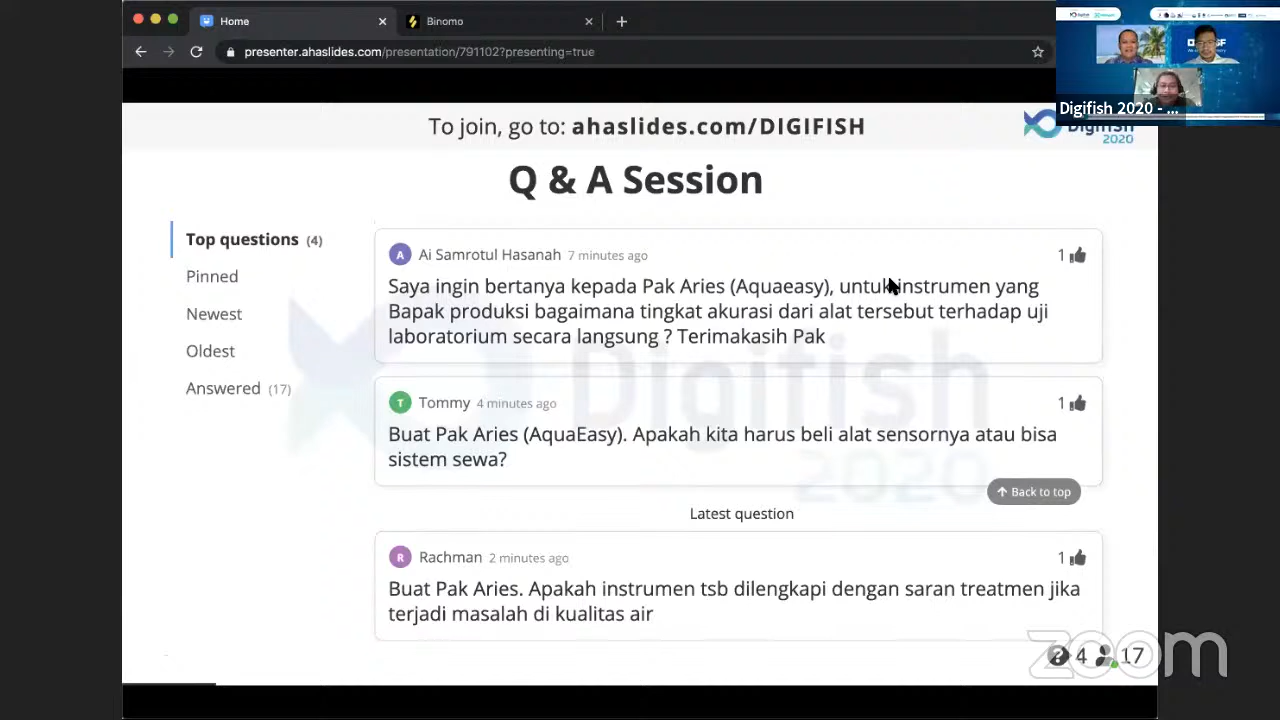 Home
Binomo
presenter.ahaslides.com/presentation/791102
senting=true
Digifish 2020 - ...
To join, go to: ahaslides.com/DIGIFISH
Digifish
2020
Q & A Session
Top questions (4)
Pinned
Newest
Oldest
Answered (17)
A Ai Samrotul Hasanah 7 minutes ago 1
Saya ingin bertanya kepada Pak Aries (Aquaeasy), untuk instrumen yang
Bapak produksi bagaimana tingkat akurasi dari alat tersebut terhadap uji
laboratorium secara langsung ? Terimakasih Pak
T Tommy 4 minutes ago 1
Buat Pak Aries (AquaEasy). Apakah kita harus beli alat sensornya atau bisa
sistem sewa?
Digifish
2020
Back to top
Latest question
R Rachman 2 minutes ago 1
Buat Pak Aries. Apakah instrumen tsb dilengkapi dengan saran treatmen jika
terjadi masalah di kualitas air
? 4 17
zoom